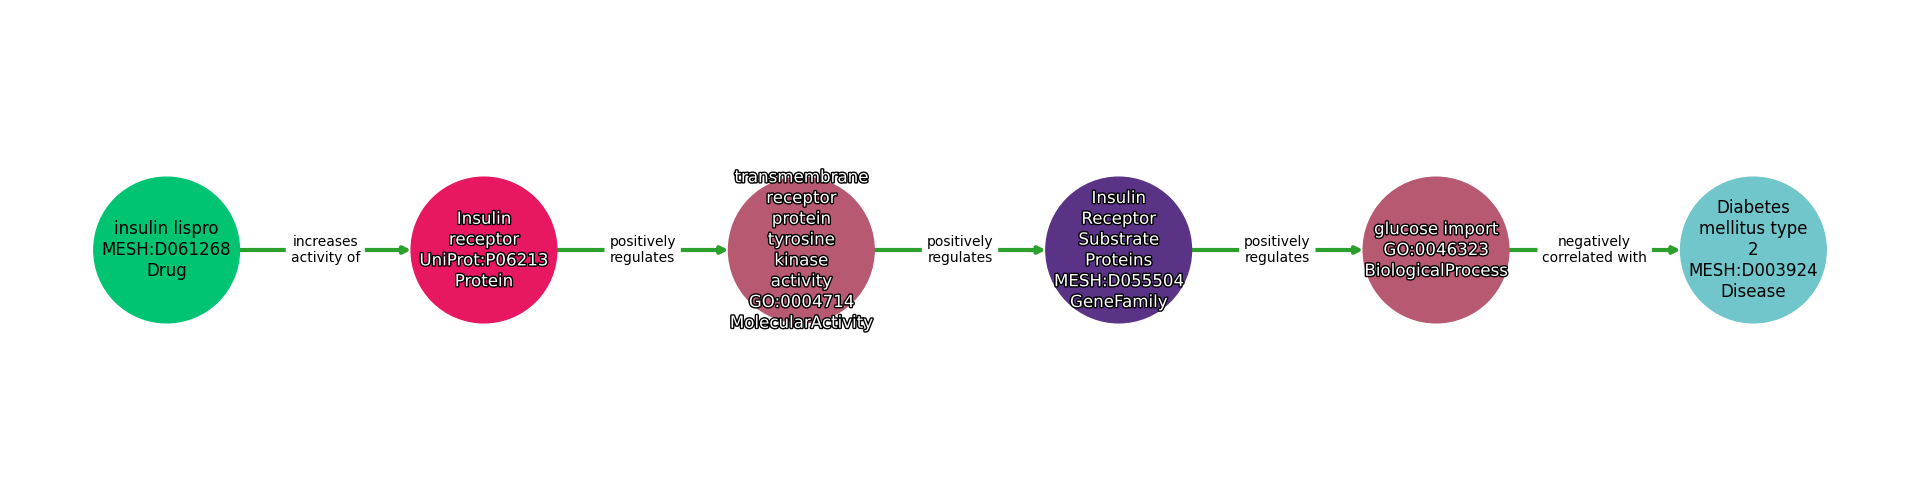 insulin lispro
MESH:D061268
Drug
increases
activity of
Insulin
receptor
UniProt:P06213
Protein
positively
regulates
transmembrane
receptor
protein
tyrosine
kinase
activity
GO:0004714
MolecularActivity
positively
regulates
Insulin
Receptor
Substrate
Proteins
MESH:D055504
GeneFamily
positively
regulates
glucose import
GO:0046323
BiologicalProcess
negatively
correlated with
Diabetes
mellitus type
2
MESH:D003924
Disease